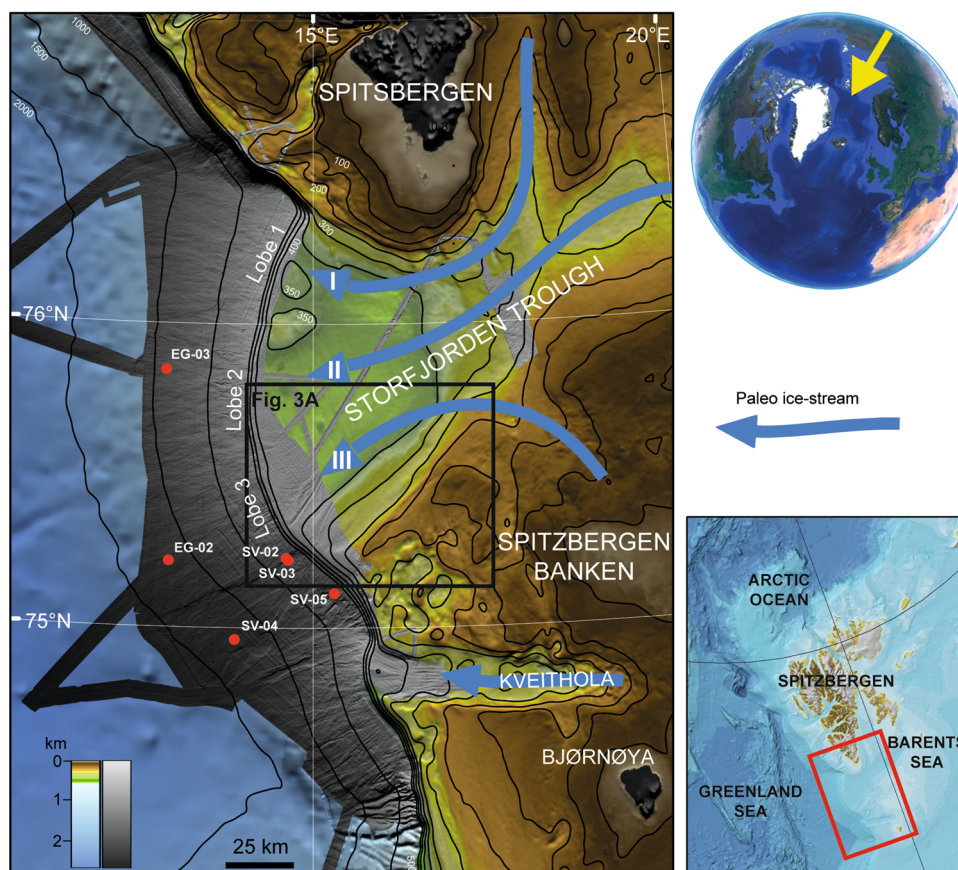 15°E
20°E
1000
1500
2000
SPITSBERGEN
100
200
300
400
350
350
Lobe 1
I
76°N
STORFJORDEN TROUGH
II
EG-03
Lobe 2
Fig. 3A
III
Lobe 3
EG-02
SV-02
SV-03
SPITZBERGEN
BANKEN
SV-05
75°N
SV-04
KVEITHOLA
BJØRNØYA
km
0
1
2
25 km
Paleo ice-stream
ARCTIC
OCEAN
SPITZBERGEN
BARENTS
SEA
GREENLAND
SEA